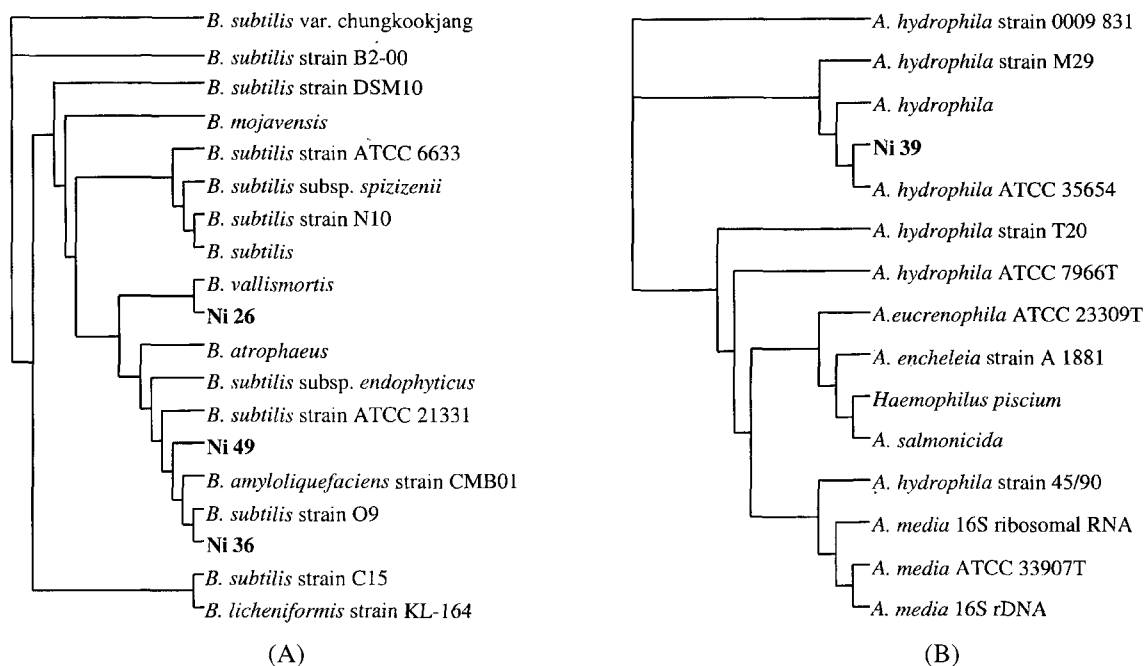 B. subtilis var. chungkookjang
B. subtilis strain B2-00
B. subtilis strain DSM10
B. mojavensis
B. subtilis strain ATCC 6633
B. subtilis subsp. spizizenii
B. subtilis strain N10
B. subtilis
B. vallismortis
Ni 26
B. atrophaeus
B. subtilis subsp. endophyticus
B. subtilis strain ATCC 21331
Ni 49
B. amyloliquefaciens strain CMB01
B. subtilis strain O9
Ni 36
B. subtilis strain C15
B. licheniformis strain KL-164
(A)
A. hydrophila strain 0009 831
A. hydrophila strain M29
A. hydrophila
Ni 39
A. hydrophila ATCC 35654
A. hydrophila strain T20
A. hydrophila ATCC 7966T
A.eucrenophila ATCC 23309T
A. encheleia strain A 1881
Haemophilus piscium
A. salmonicida
A. hydrophila strain 45/90
A. media 16S ribosomal RNA
A. media ATCC 33907T
A. media 16S rDNA
(B)